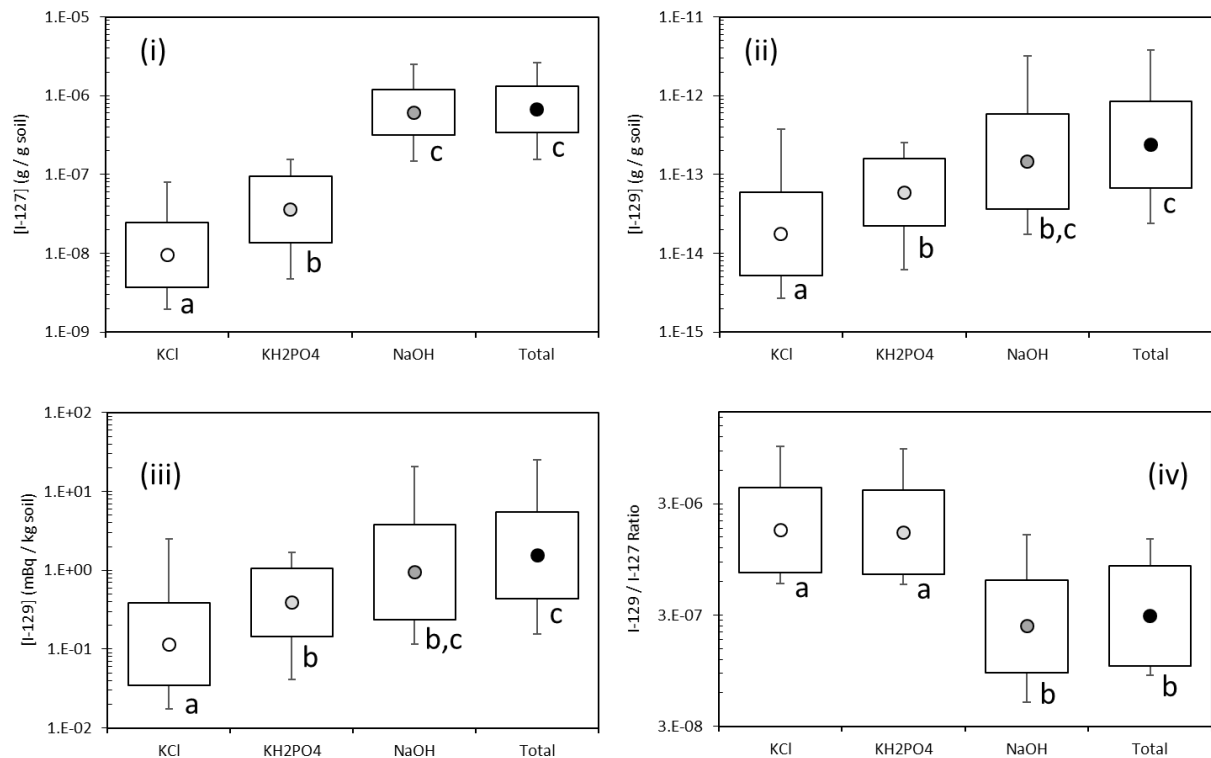 (i)
[I-127] (g / g soil)
1.E-05
1.E-06
1.E-07
1.E-08
1.E-09
a
b
c
c
KCl KH2PO4 NaOH Total
(ii)
[I-129] (g / g soil)
1.E-11
1.E-12
1.E-13
1.E-14
1.E-15
a
b
b,c
c
KCl KH2PO4 NaOH Total
(iii)
[I-129] (mBq / kg soil)
1.E+02
1.E+01
1.E+00
1.E-01
1.E-02
a
b
b,c
c
KCl KH2PO4 NaOH Total
(iv)
I-129 / I-127 Ratio
3.E-06
3.E-07
3.E-08
a
a
b
b
KCl KH2PO4 NaOH Total